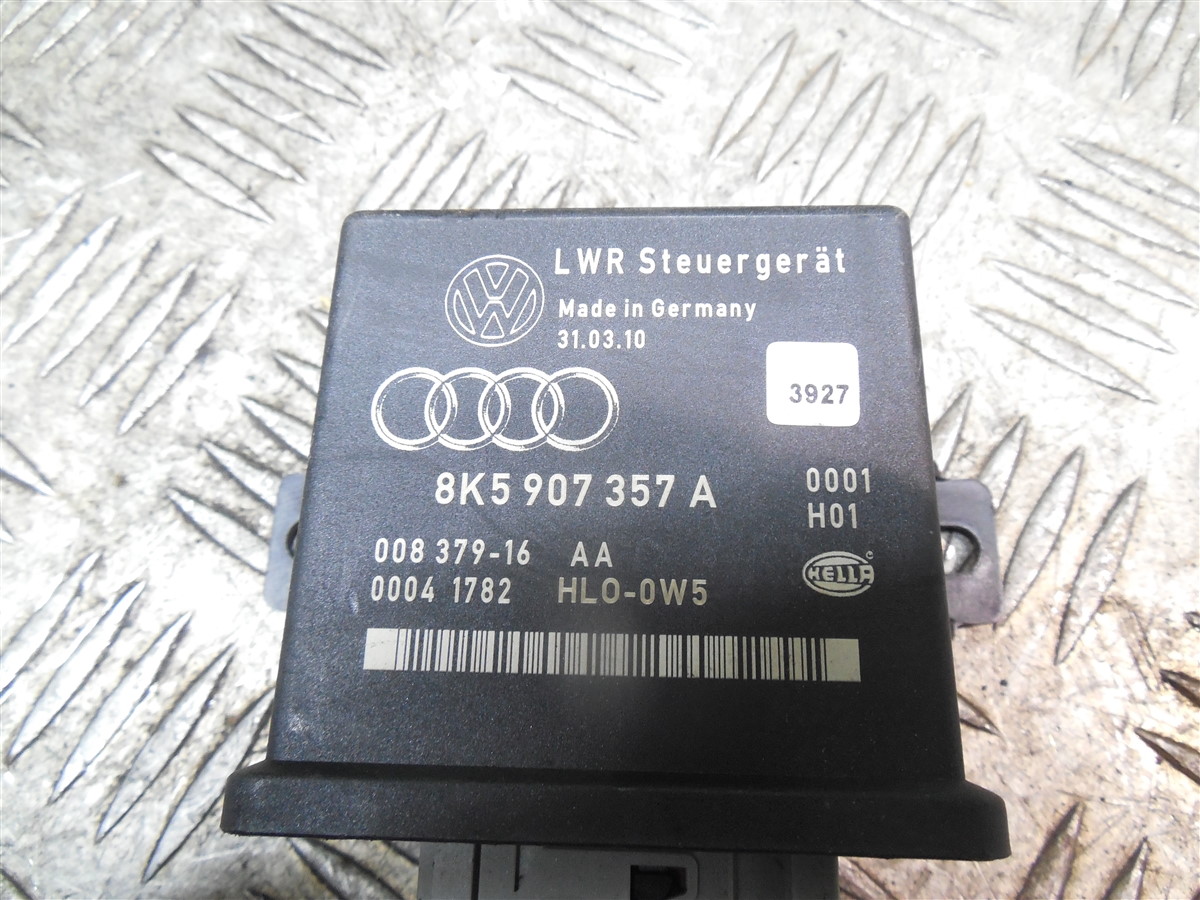 LWR Steuergerät
VW
Made in Germany
31.03.10
3927
8K5 907 357 A
0001
H01
008 379-16 AA
0004 1782 HLO-0W5
HELLA
©